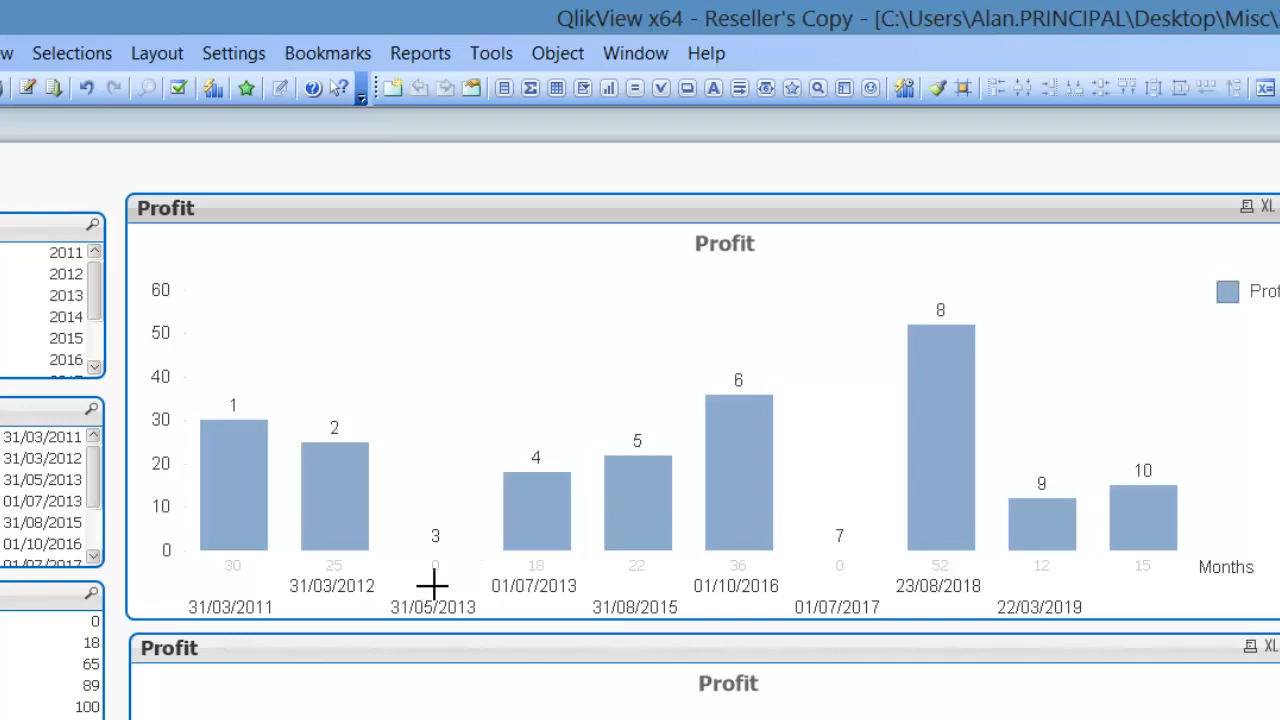 QlikView x64 - Reseller's Copy - [C:\Users\Alan.PRINCIPAL\Desktop\Misc\
w Selections Layout Settings Bookmarks Reports Tools Object Window Help
Profit XL
Profit
2011
2012
2013
2014
2015
2016
31/03/2011
31/03/2012
31/05/2013
01/07/2013
31/08/2015
01/10/2016
01/07/2017
0
18
65
89
100
60
50
40
30
20
10
0
Prof
1 2 3 4 5 6 7 8 9 10
30 25 0 18 22 36 0 52 12 15 Months
31/03/2012 01/07/2013 01/10/2016 23/08/2018
31/03/2011 31/05/2013 31/08/2015 01/07/2017 22/03/2019
Profit XL
Profit